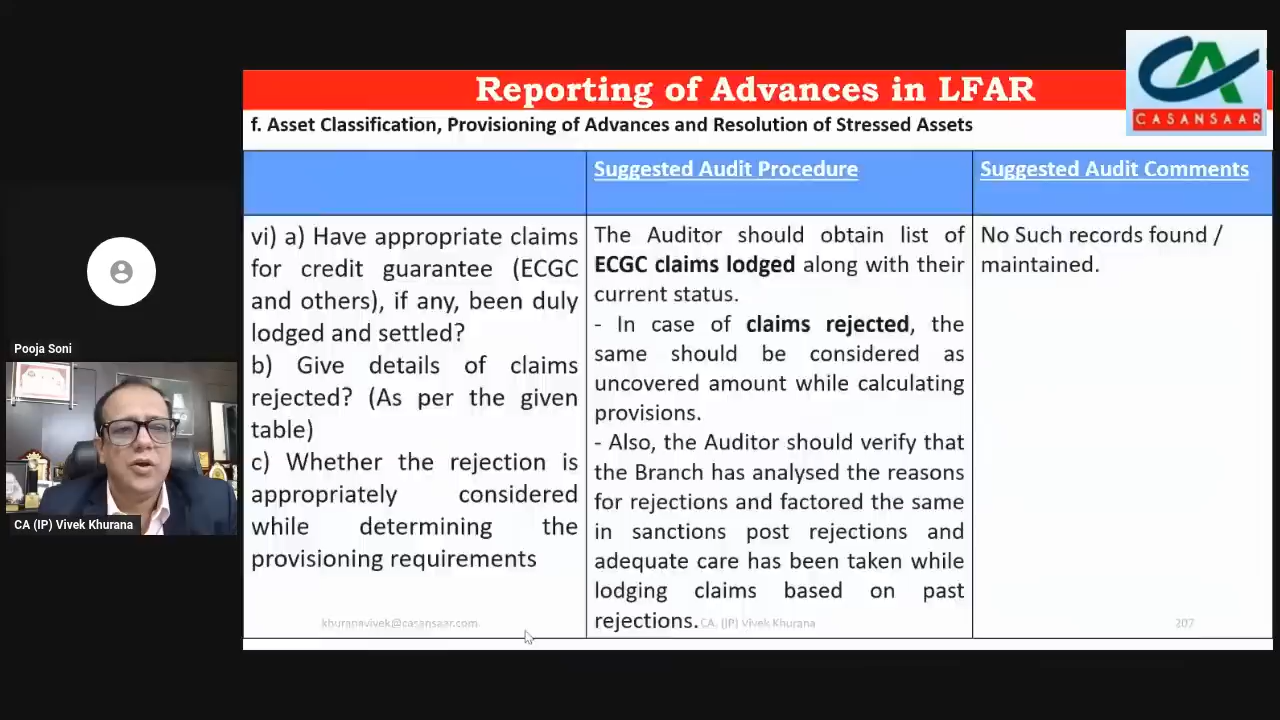 Reporting of Advances in LFAR
CASANSAAR
f. Asset Classification, Provisioning of Advances and Resolution of Stressed Assets
Suggested Audit Procedure
Suggested Audit Comments
vi) a) Have appropriate claims
for credit guarantee (ECGC
and others), if any, been duly
lodged and settled?
b) Give details of claims
rejected? (As per the given
table)
c) Whether the rejection is
appropriately considered
while determining the
provisioning requirements
The Auditor should obtain list of
ECGC claims lodged along with their
current status.
- In case of claims rejected, the
same should be considered as
uncovered amount while calculating
provisions.
- Also, the Auditor should verify that
the Branch has analysed the reasons
for rejections and factored the same
in sanctions post rejections and
adequate care has been taken while
lodging claims based on past
rejections.
No Such records found /
maintained.
khuranavivek@casansaar.com
CA. (IP) Vivek Khurana
207
Pooja Soni
CA (IP) Vivek Khurana